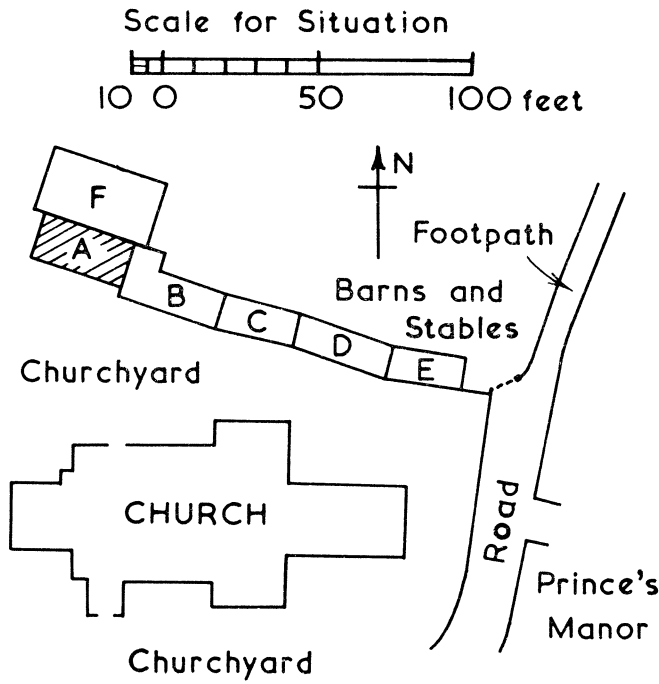 Scale for Situation
10 0 50 100 feet
N
F
A
Footpath
B
Barns and
Stables
C
D
E
Churchyard
CHURCH
Road
Prince's
Manor
Churchyard